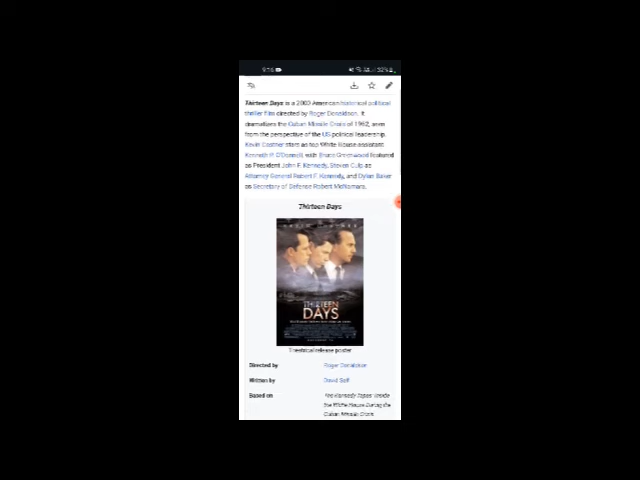 Thirteen Days is a 2000 American historical political
thriller film directed by Roger Donaldson. It
dramatizes the Cuban Missile Crisis of 1962, seen
from the perspective of the US political leadership.
Kevin Costner stars as top White House assistant
Kenneth P. O'Donnell, with Bruce Greenwood featured
as President John F. Kennedy, Steven Culp as
Attorney General Robert F. Kennedy, and Dylan Baker
as Secretary of Defense Robert McNamara.
Thirteen Days
THIRTEEN
DAYS
Theatrical release poster
Directed by
Roger Donaldson
Written by
David Self
Based on
The Kennedy Tapes: Inside
the White House During the
Cuban Missile Crisis